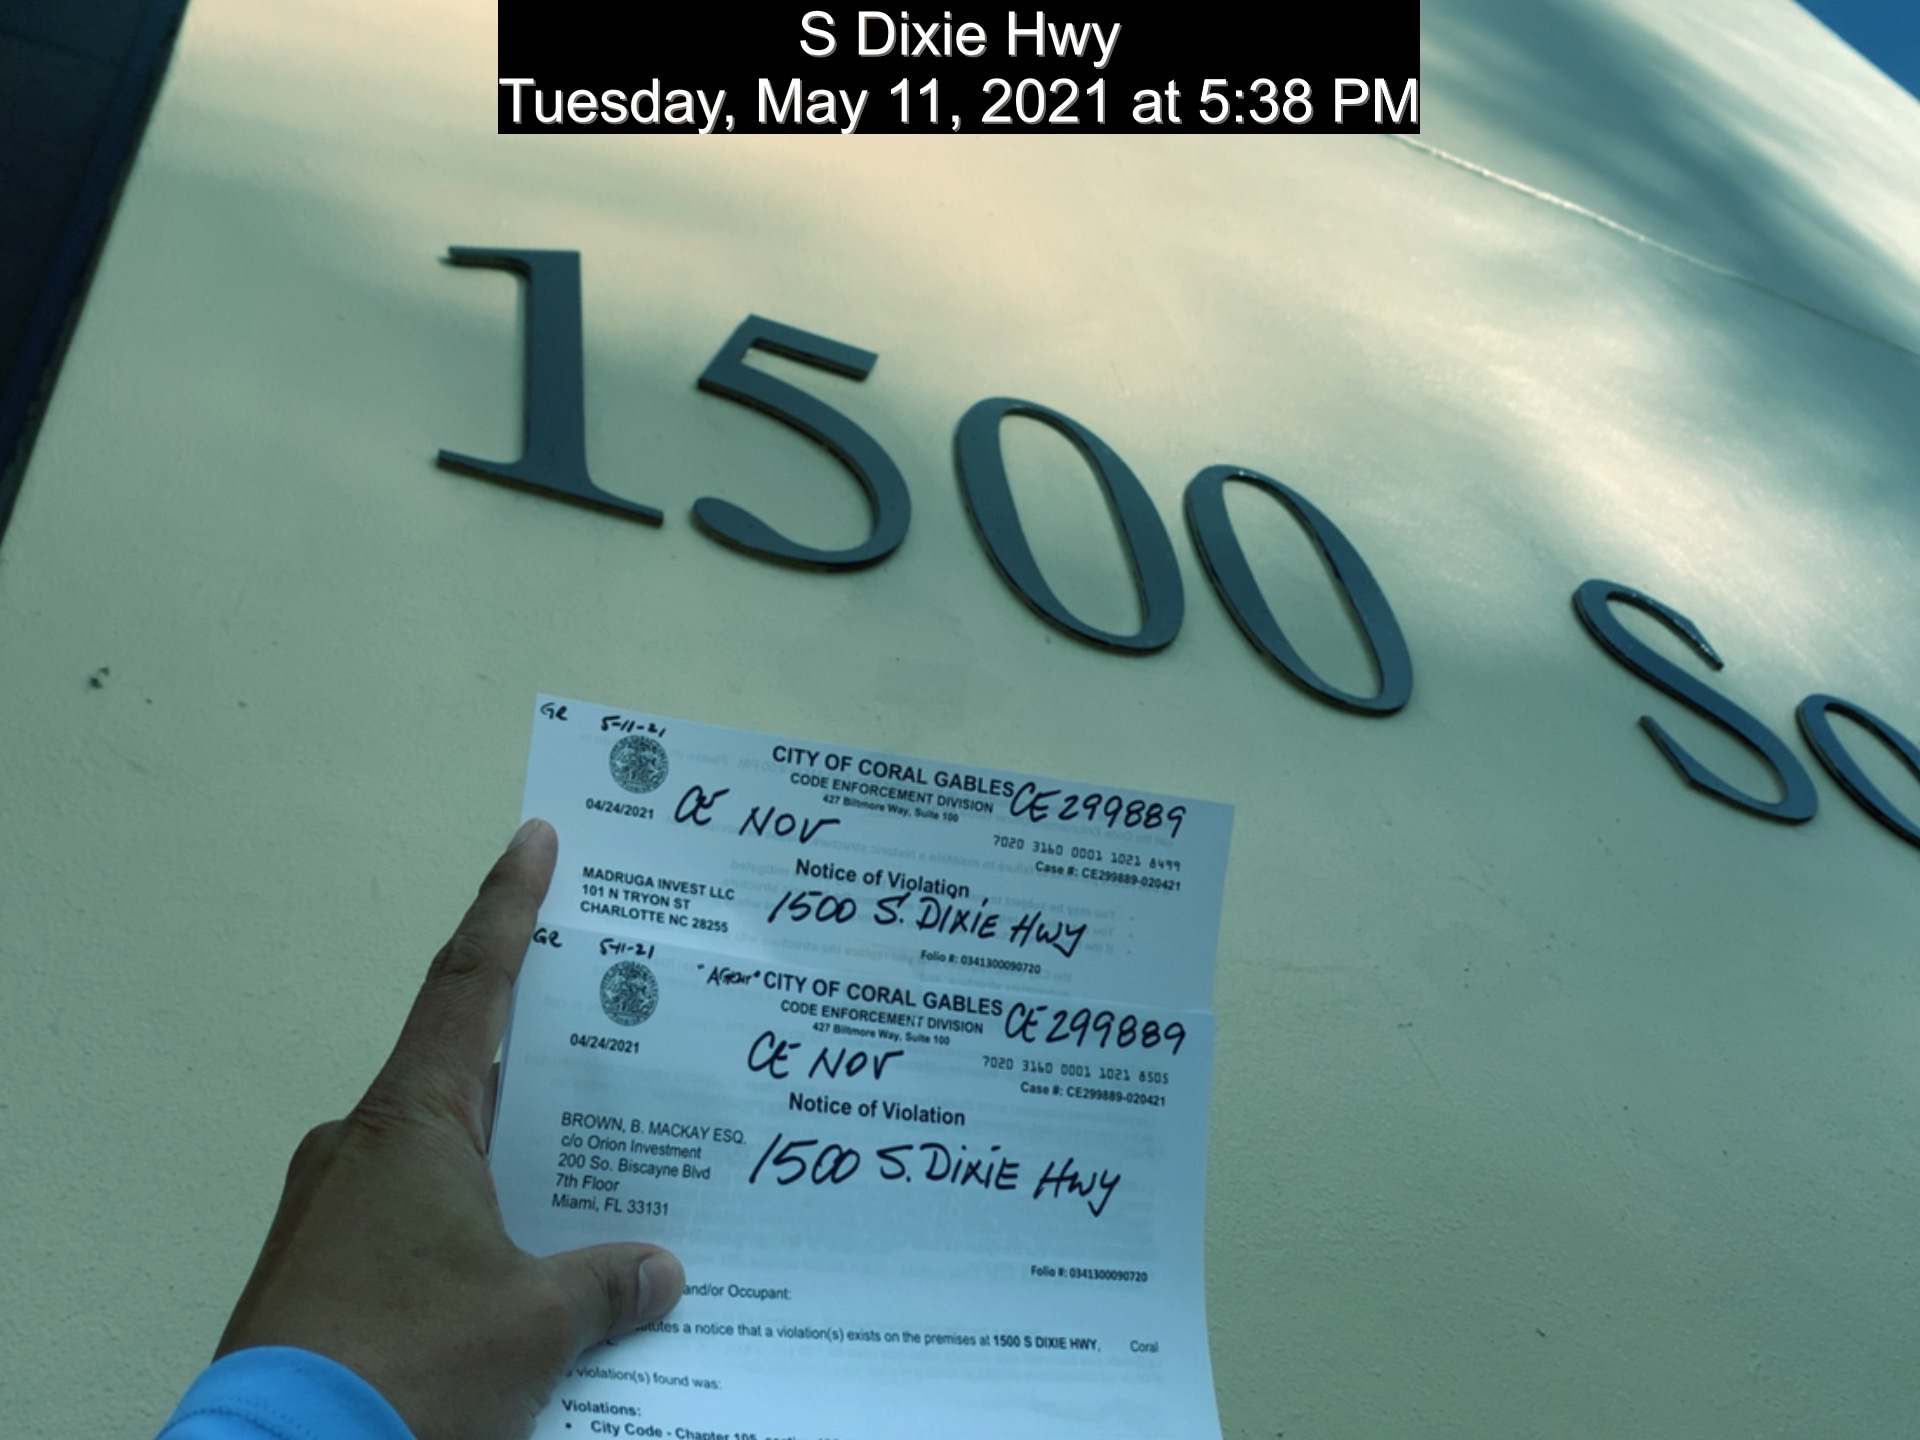 S Dixie Hwy
Tuesday, May 11, 2021 at 5:38 PM
1500 So
GR 5-11-21
CITY OF CORAL GABLES CE299889
CODE ENFORCEMENT DIVISION
427 Biltmore Way, Suite 100
04/24/2021 CE NOV
7020 3160 0001 1021 8499
Case #: CE299889-020421
Notice of Violation
MADRUGA INVEST LLC
101 N TRYON ST
CHARLOTTE NC 28255
1500 S. DIXIE HWY
Folio #: 0341300090720
GR 5-11-21
"AGENT" CITY OF CORAL GABLES CE299889
CODE ENFORCEMENT DIVISION
427 Biltmore Way, Suite 100
04/24/2021 CE NOV
7020 3160 0001 1021 8505
Case #: CE299889-020421
Notice of Violation
BROWN, B. MACKAY ESQ.
c/o Orion Investment
200 So. Biscayne Blvd
7th Floor
Miami, FL 33131
1500 S. DIXIE HWY
Folio #: 0341300090720
and/or Occupant:
a notice that a violation(s) exists on the premises at 1500 S DIXIE HWY, Coral
violation(s) found was:
Violations:
• City Code - Chapter 105,